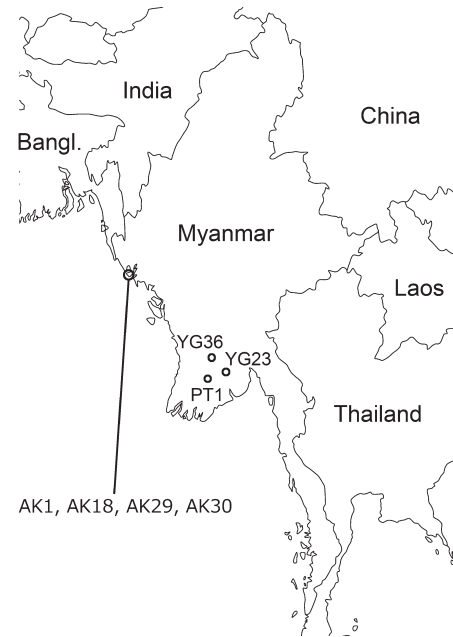 India
China
Bangl.
Myanmar
Laos
YG36
YG23
PT1
Thailand
AK1, AK18, AK29, AK30